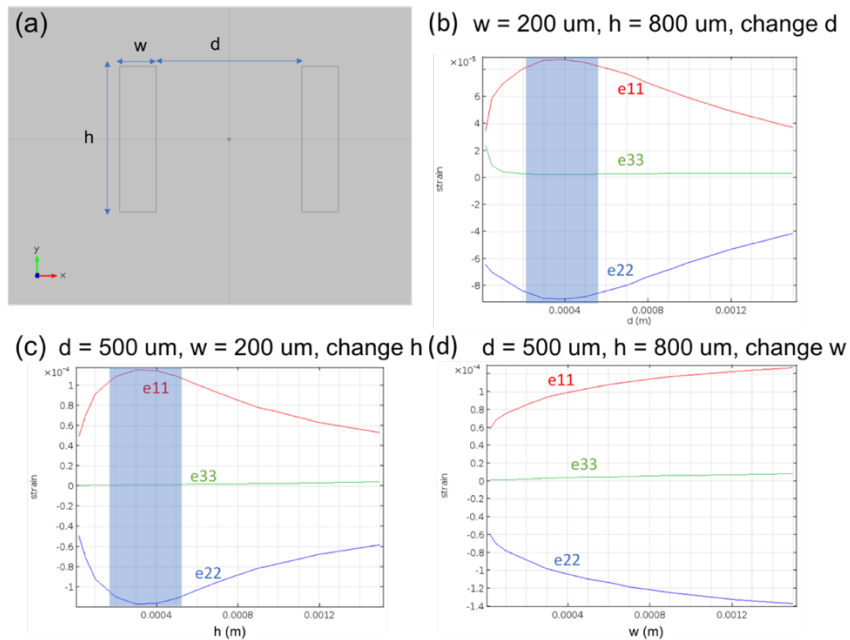 (a)
w
d
h
y
x
(b) w = 200 um, h = 800 um, change d
×10⁻⁵
8
6
4
2
0
-2
-4
-6
-8
strain
e11
e33
e22
0.0004
0.0008
0.0012
d (m)
(c) d = 500 um, w = 200 um, change h
×10⁻⁴
1
0.8
0.6
0.4
0.2
0
-0.2
-0.4
-0.6
-0.8
-1
strain
e11
e33
e22
0.0004
0.0008
0.0012
h (m)
(d) d = 500 um, h = 800 um, change w
×10⁻⁴
1.2
1
0.8
0.6
0.4
0.2
0
-0.2
-0.4
-0.6
-0.8
-1
-1.2
-1.4
strain
e11
e33
e22
0.0004
0.0008
0.0012
w (m)